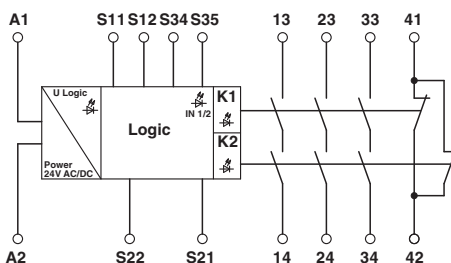 A1 S11 S12 S34 S35 13 23 33 41
U Logic
K1
IN 1/2
Logic
K2
Power
24V AC/DC
A2 S22 S21 14 24 34 42